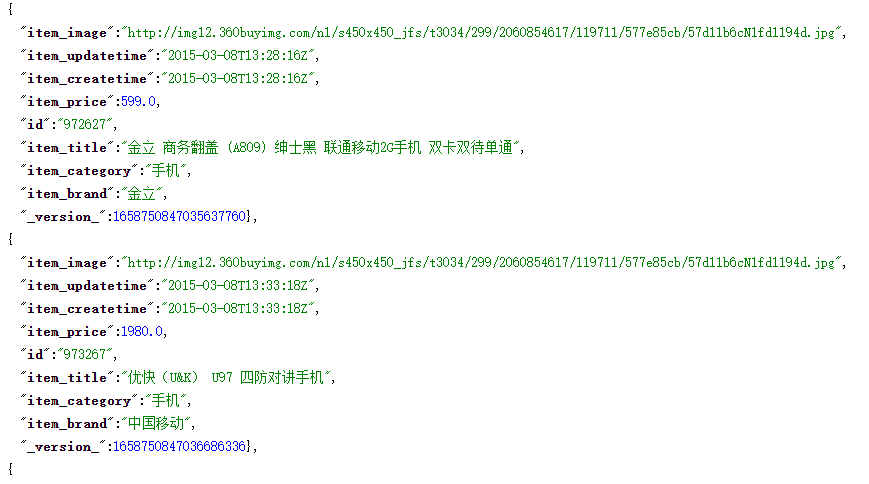 {
"item_image":"http://img12.360buyimg.com/n1/s450x450_jfs/t3034/299/2060854617/119711/577e85cb/57d11b6cN1fd1194d.jpg",
"item_updatetime":"2015-03-08T13:28:16Z",
"item_createtime":"2015-03-08T13:28:16Z",
"item_price":599.0,
"id":"972627",
"item_title":"金立 商务翻盖 (A809) 绅士黑 联通移动2G手机 双卡双待单通",
"item_category":"手机",
"item_brand":"金立",
"_version_":1658750847035637760},
{
"item_image":"http://img12.360buyimg.com/n1/s450x450_jfs/t3034/299/2060854617/119711/577e85cb/57d11b6cN1fd1194d.jpg",
"item_updatetime":"2015-03-08T13:33:18Z",
"item_createtime":"2015-03-08T13:33:18Z",
"item_price":1980.0,
"id":"973267",
"item_title":"优快（U&K） U97 四防对讲手机",
"item_category":"手机",
"item_brand":"中国移动",
"_version_":1658750847036686336},
{